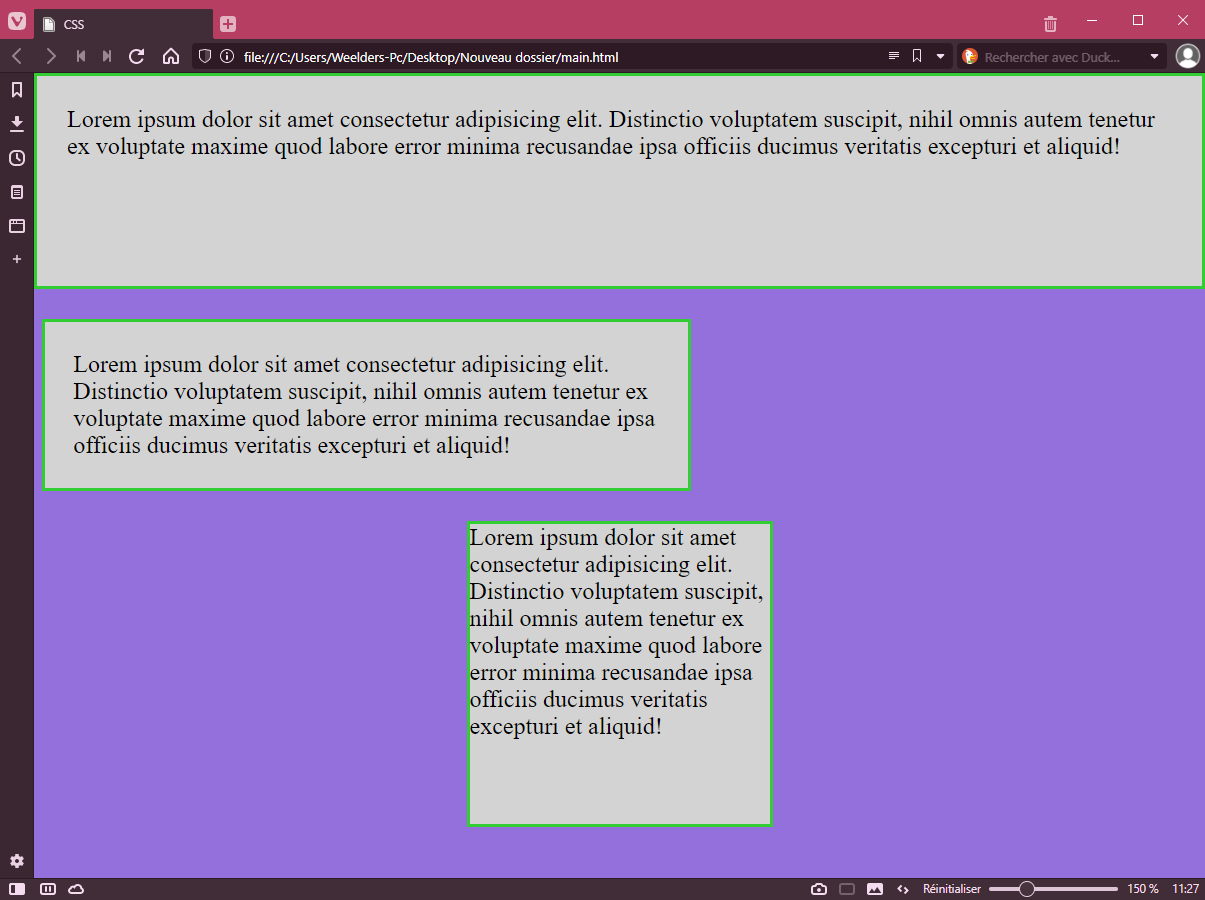 CSS
file:///C:/Users/Weelders-Pc/Desktop/Nouveau dossier/main.html
Rechercher avec Duck...
Lorem ipsum dolor sit amet consectetur adipisicing elit. Distinctio voluptatem suscipit, nihil omnis autem tenetur
ex voluptate maxime quod labore error minima recusandae ipsa officiis ducimus veritatis excepturi et aliquid!
Lorem ipsum dolor sit amet consectetur adipisicing elit.
Distinctio voluptatem suscipit, nihil omnis autem tenetur ex
voluptate maxime quod labore error minima recusandae ipsa
officiis ducimus veritatis excepturi et aliquid!
Lorem ipsum dolor sit amet
consectetur adipisicing elit.
Distinctio voluptatem suscipit,
nihil omnis autem tenetur ex
voluptate maxime quod labore
error minima recusandae ipsa
officiis ducimus veritatis
excepturi et aliquid!
Réinitialiser
150 %
11:27